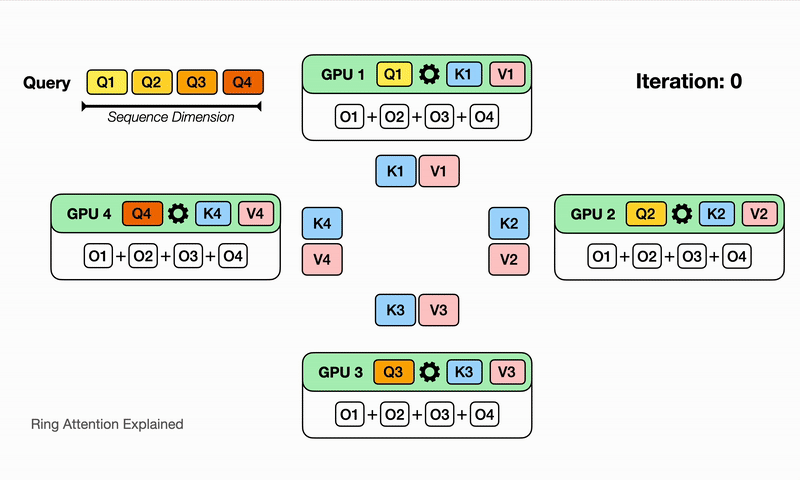 Query Q1 Q2 Q3 Q4
Sequence Dimension
GPU 1 Q1 K1 V1
O1 + O2 + O3 + O4
Iteration: 0
K1 V1
GPU 4 Q4 K4 V4
O1 + O2 + O3 + O4
K4
V4
K2
V2
GPU 2 Q2 K2 V2
O1 + O2 + O3 + O4
K3 V3
GPU 3 Q3 K3 V3
O1 + O2 + O3 + O4
Ring Attention Explained